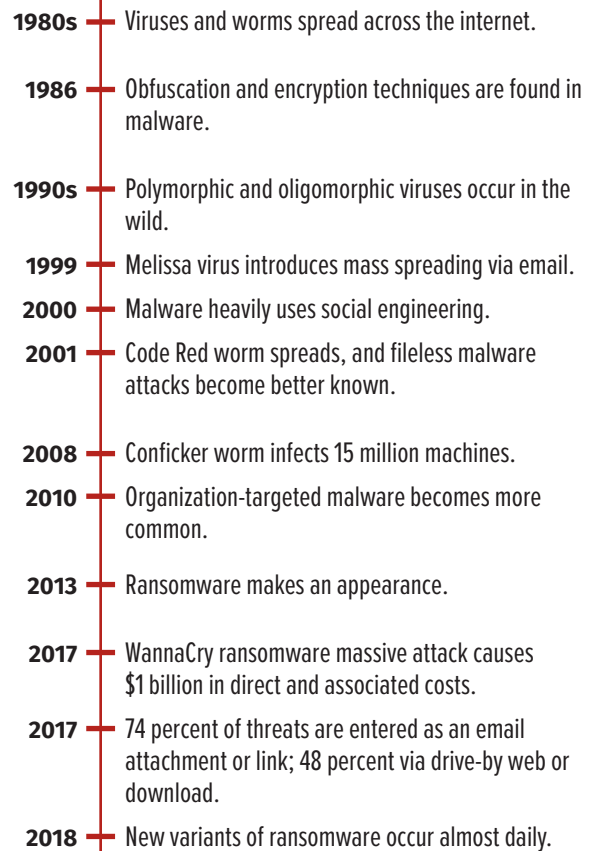 1980s Viruses and worms spread across the internet.
1986 Obfuscation and encryption techniques are found in
malware.
1990s Polymorphic and oligomorphic viruses occur in the
wild.
1999 Melissa virus introduces mass spreading via email.
2000 Malware heavily uses social engineering.
2001 Code Red worm spreads, and fileless malware
attacks become better known.
2008 Conficker worm infects 15 million machines.
2010 Organization-targeted malware becomes more
common.
2013 Ransomware makes an appearance.
2017 WannaCry ransomware massive attack causes
$1 billion in direct and associated costs.
2017 74 percent of threats are entered as an email
attachment or link; 48 percent via drive-by web or
download.
2018 New variants of ransomware occur almost daily.